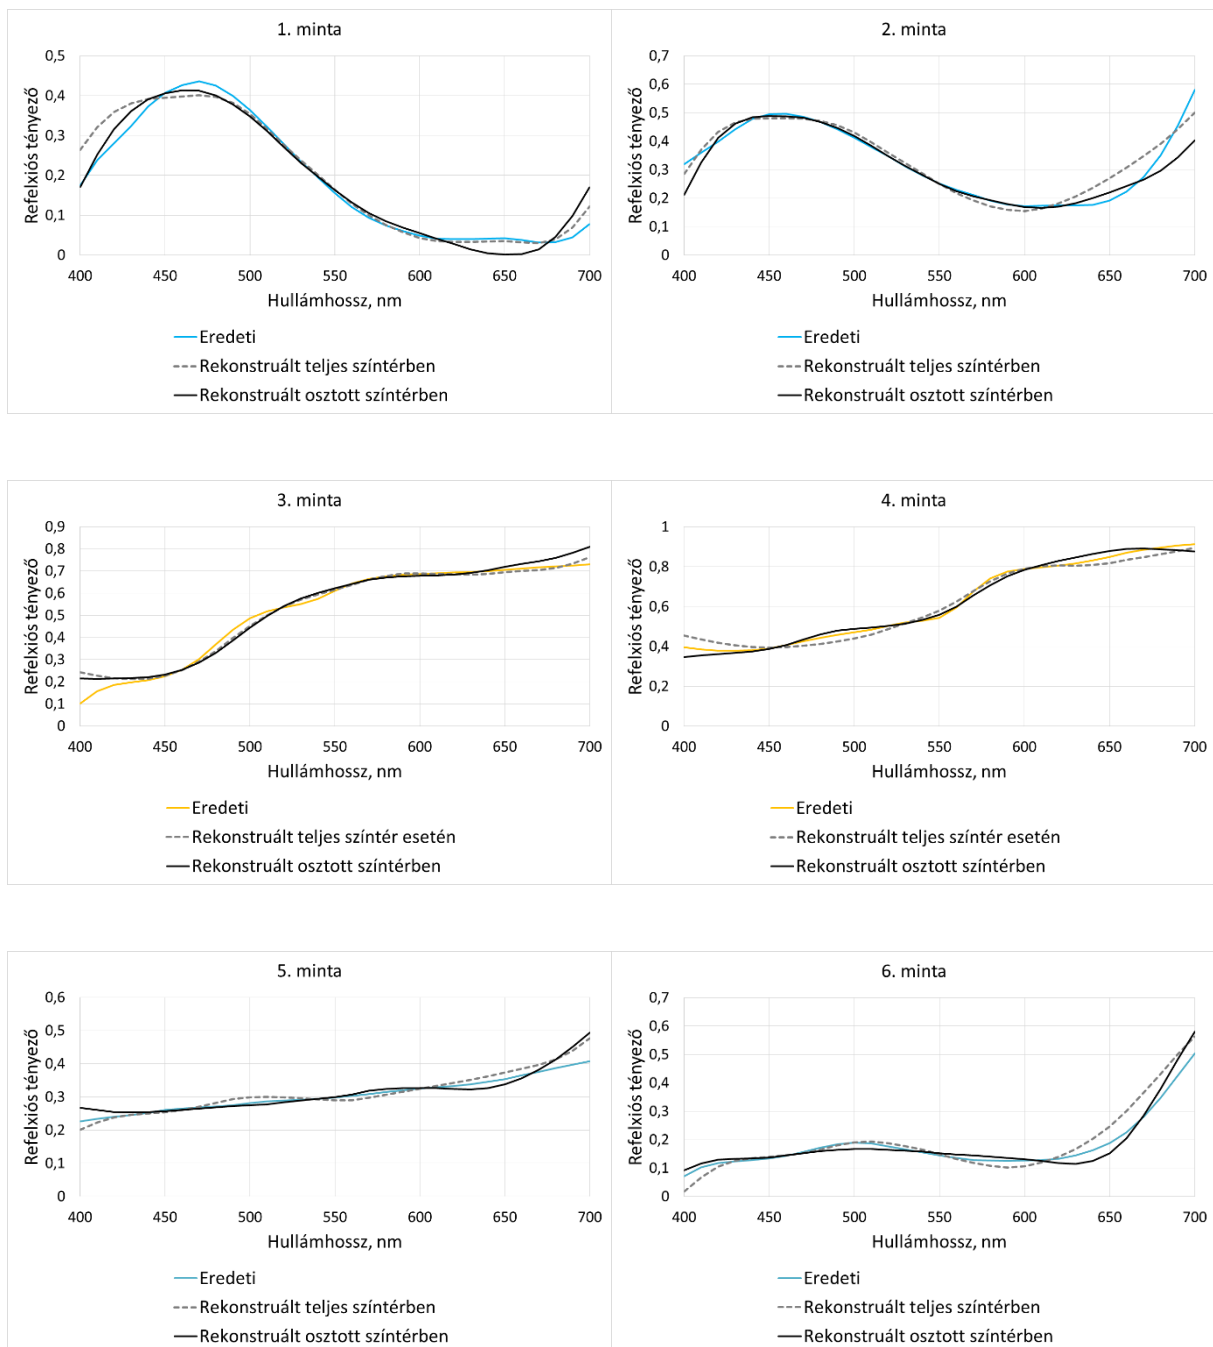 1. minta
Refelxiós tényező
0,5
0,4
0,3
0,2
0,1
0
400 450 500 550 600 650 700
Hullámhossz, nm
Eredeti
Rekonstruált teljes színtérben
Rekonstruált osztott színtérben
2. minta
Refelxiós tényező
0,7
0,6
0,5
0,4
0,3
0,2
0,1
0
400 450 500 550 600 650 700
Hullámhossz, nm
Eredeti
Rekonstruált teljes színtérben
Rekonstruált osztott színtérben
3. minta
Refelxiós tényező
0,9
0,8
0,7
0,6
0,5
0,4
0,3
0,2
0,1
0
400 450 500 550 600 650 700
Hullámhossz, nm
Eredeti
Rekonstruált teljes színtér esetén
Rekonstruált osztott színtérben
4. minta
Refelxiós tényező
1
0,8
0,6
0,4
0,2
0
400 450 500 550 600 650 700
Hullámhossz, nm
Eredeti
Rekonstruált teljes színtér esetén
Rekonstruált osztott színtérben
5. minta
Refelxiós tényező
0,6
0,5
0,4
0,3
0,2
0,1
0
400 450 500 550 600 650 700
Hullámhossz, nm
Eredeti
Rekonstruált teljes színtérben
Rekonstruált osztott színtérben
6. minta
Refelxiós tényező
0,7
0,6
0,5
0,4
0,3
0,2
0,1
0
400 450 500 550 600 650 700
Hullámhossz, nm
Eredeti
Rekonstruált teljes színtérben
Rekonstruált osztott színtérben